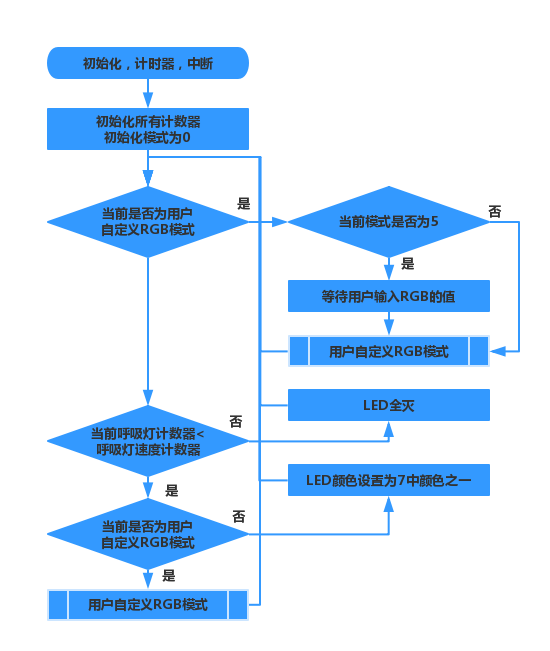 初始化，计时器，中断
初始化所有计数器
初始化模式为0
当前是否为用户
自定义RGB模式
是
当前模式是否为5
否
是
等待用户输入RGB的值
用户自定义RGB模式
LED全灭
当前呼吸灯计数器<
呼吸灯速度计数器
否
是
LED颜色设置为7中颜色之一
当前是否为用户
自定义RGB模式
否
是
用户自定义RGB模式